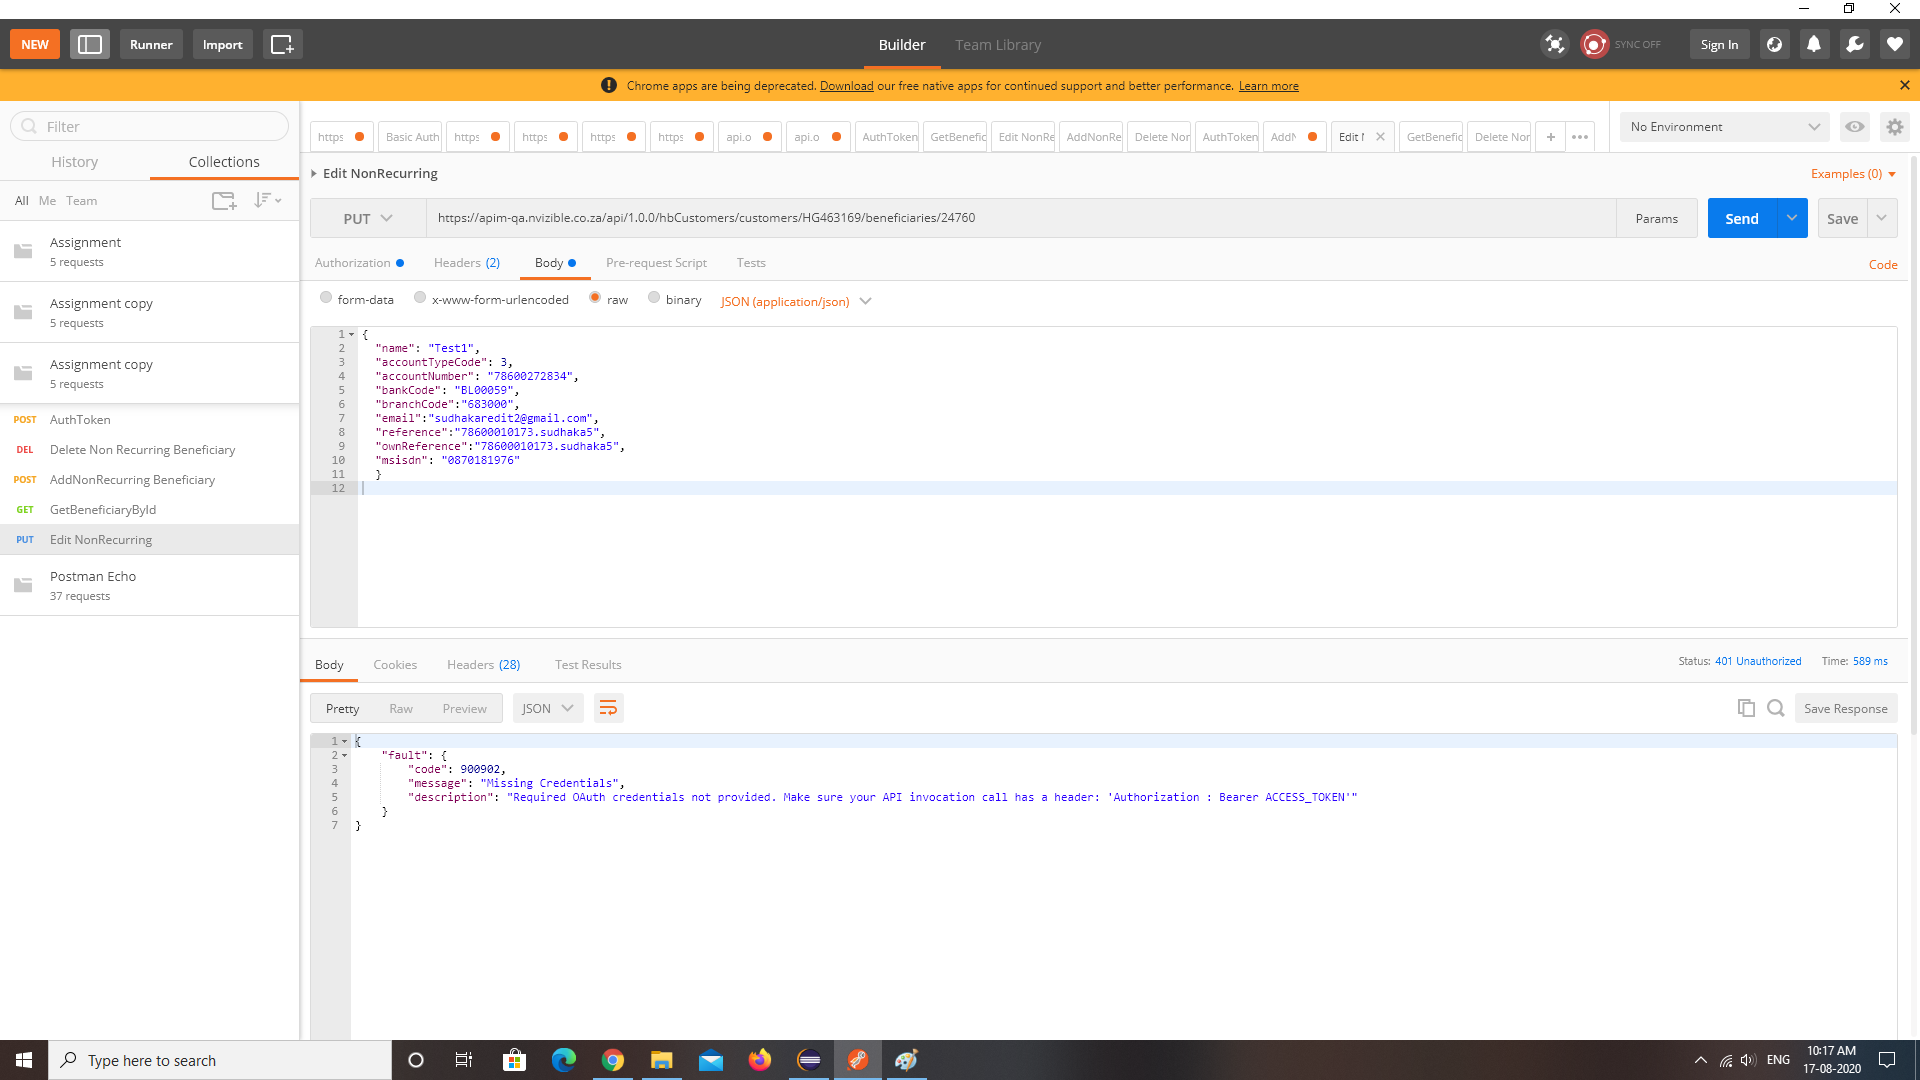 NEW
Runner
Import
Builder
Team Library
SYNC OFF
Sign In
Chrome apps are being deprecated. Download our free native apps for continued support and better performance. Learn more
Filter
History
Collections
All Me Team
Assignment
5 requests
Assignment copy
5 requests
Assignment copy
5 requests
POST AuthToken
DEL Delete Non Recurring Beneficiary
POST AddNonRecurring Beneficiary
GET GetBeneficiaryById
PUT Edit NonRecurring
Postman Echo
37 requests
https
Basic Auth
https
https
https
https
api.o
api.o
AuthToken
GetBenefic
Edit NonRe
AddNonRe
Delete Nor
AuthToken
AddN
Edit
GetBenefic
Delete Nor
No Environment
Edit NonRecurring
Examples (0)
PUT
https://apim-qa.nvizible.co.za/api/1.0.0/hbCustomers/customers/HG463169/beneficiaries/24760
Params
Send
Save
Authorization
Headers (2)
Body
Pre-request Script
Tests
Code
form-data
x-www-form-urlencoded
raw
binary
JSON (application/json)
1 {
2 "name": "Test1",
3 "accountTypeCode": 3,
4 "accountNumber": "78600272834",
5 "bankCode": "BL00059",
6 "branchCode":"683000",
7 "email":"sudhakaredit2@gmail.com",
8 "reference":"78600010173.sudhaka5",
9 "ownReference":"78600010173.sudhaka5",
10 "msisdn": "0870181976"
11 }
12
Body
Cookies
Headers (28)
Test Results
Status: 401 Unauthorized
Time: 589 ms
Pretty
Raw
Preview
JSON
Save Response
1 {
2 "fault": {
3 "code": 900902,
4 "message": "Missing Credentials",
5 "description": "Required OAuth credentials not provided. Make sure your API invocation call has a header: 'Authorization : Bearer ACCESS_TOKEN'"
6 }
7 }
Type here to search
ENG
10:17 AM
17-08-2020